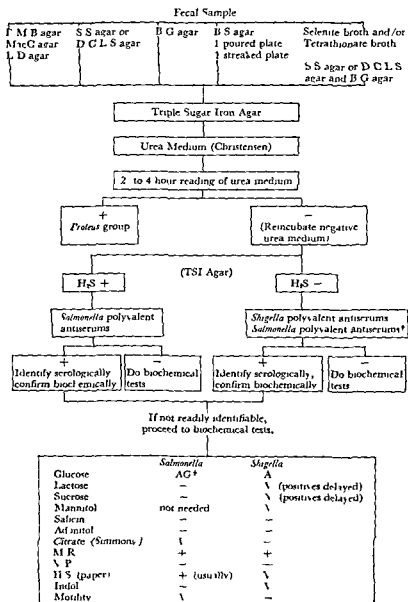 Fecal Sample
E M B agar
MacC agar
L D agar
S S agar or
D C L S agar
B G agar
B S agar
1 poured plate
1 streaked plate
Selenite broth and/or
Tetrathionate broth
S S agar or D C L S
agar and B G agar
Triple Sugar Iron Agar
Urea Medium (Christensen)
2 to 4 hour reading of urea medium
+
Proteus group
−
(Reincubate negative
urea medium)
(TSI Agar)
H₂S +
H₂S −
Salmonella polyvalent
antiserums
Shigella polyvalent antiserums
Salmonella polyvalent antiserums†
+
Identify serologically
confirm biochemically
−
Do biochemical
tests
+
Identify serologically,
confirm biochemically
−
Do biochemical
tests
If not readily identifiable,
proceed to biochemical tests.
Salmonella Shigella
Glucose AG‡ A
Lactose − V (positives delayed)
Sucrose − V (positives delayed)
Mannitol not needed V
Salicin − −
Adonitol − −
Citrate (Simmons) V −
M R + +
V P − −
H S (paper) + (usually) V
Indol − V
Motility V −